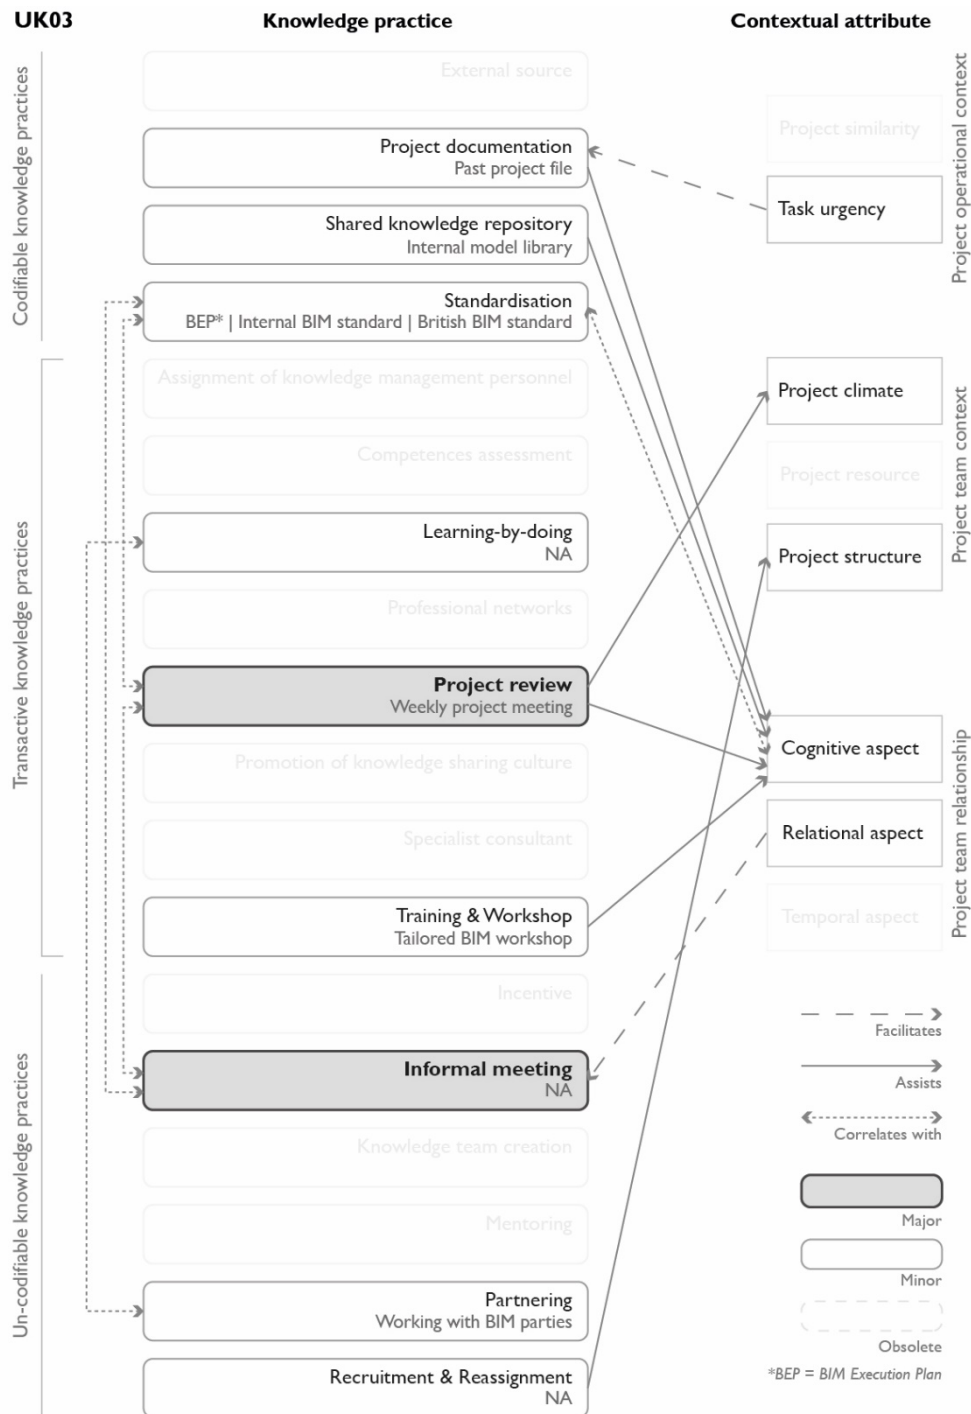 UK03
Knowledge practice
Contextual attribute
Codifiable knowledge practices
External source
Project documentation
Past project file
Shared knowledge repository
Internal model library
Standardisation
BEP* | Internal BIM standard | British BIM standard
Transactive knowledge practices
Assignment of knowledge management personnel
Competences assessment
Learning-by-doing
NA
Professional networks
Project review
Weekly project meeting
Promotion of knowledge sharing culture
Specialist consultant
Training & Workshop
Tailored BIM workshop
Un-codifiable knowledge practices
Incentive
Informal meeting
NA
Knowledge team creation
Mentoring
Partnering
Working with BIM parties
Recruitment & Reassignment
NA
Project operational context
Project similarity
Task urgency
Project team context
Project climate
Project resource
Project structure
Project team relationship
Cognitive aspect
Relational aspect
Temporal aspect
Facilitates
Assists
Correlates with
Major
Minor
Obsolete
*BEP = BIM Execution Plan